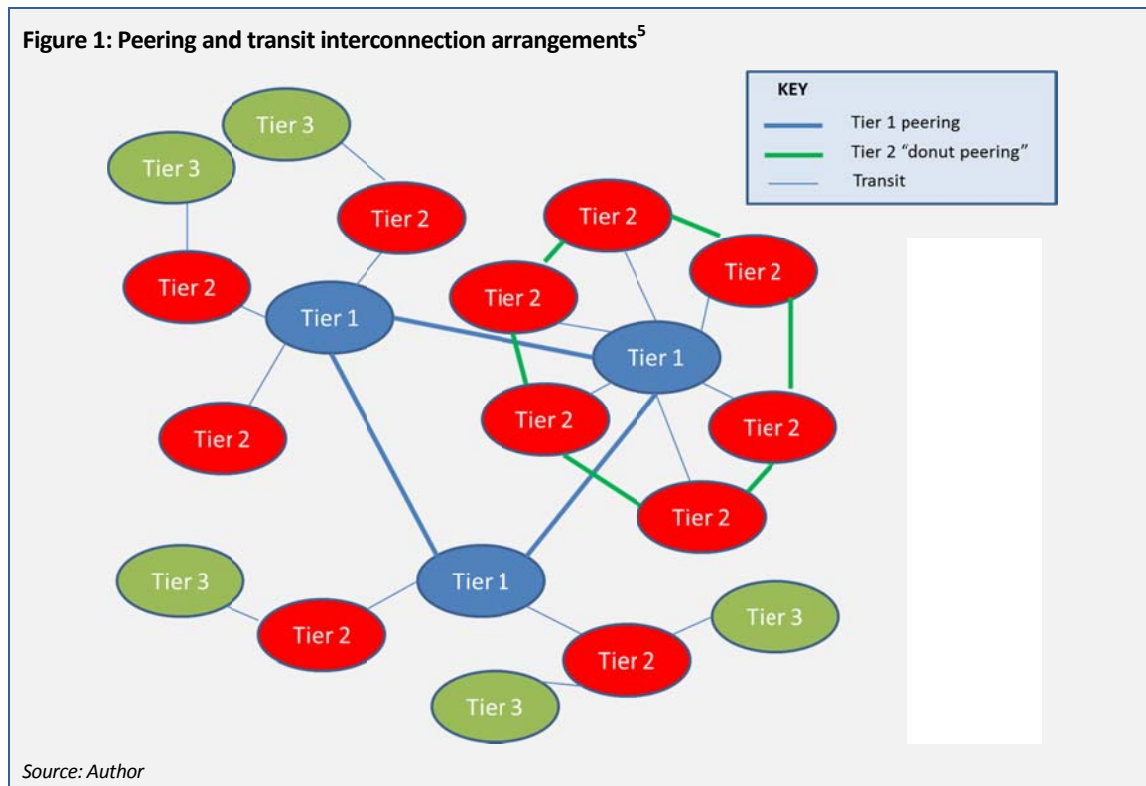 Figure 1: Peering and transit interconnection arrangements5
KEY
Tier 1 peering
Tier 2 “donut peering”
Transit
Tier 3
Tier 3
Tier 2
Tier 2
Tier 2
Tier 2
Tier 2
Tier 1
Tier 1
Tier 2
Tier 2
Tier 2
Tier 2
Tier 3
Tier 1
Tier 2
Tier 3
Tier 2
Tier 3
Source: Author